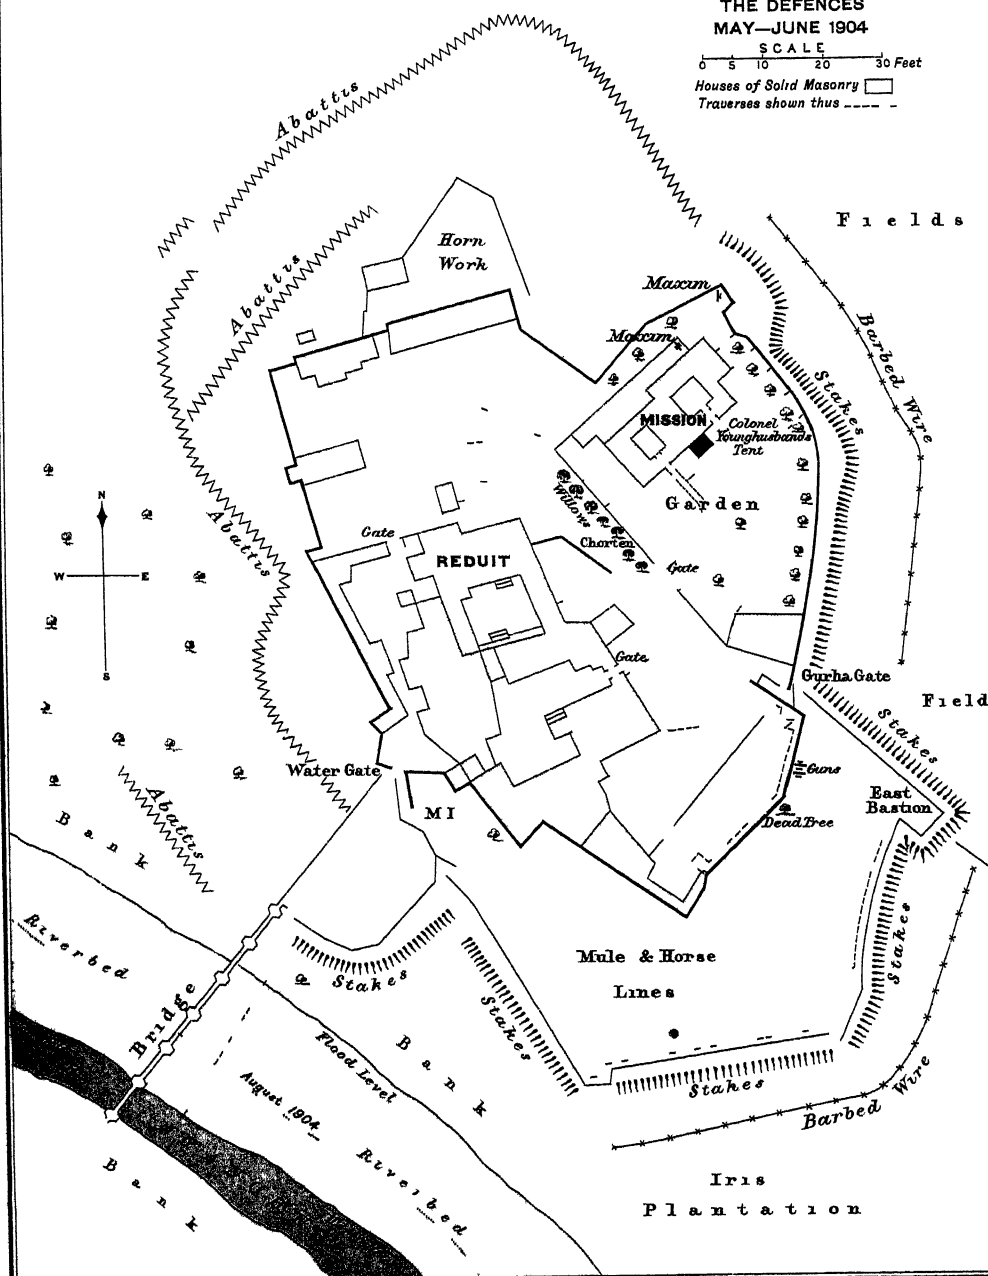 THE DEFENCES
MAY—JUNE 1904
SCALE
0 5 10 20 30 Feet
Houses of Solid Masonry
Traverses shown thus
Abattis
Fields
Horn
Work
Abattis
Maxim
Maxim
Barbed Wire
Stakes
MISSION
Colonel
Younghusband's
Tent
Garden
Willows
Chorten
Gate
N
W E
S
Abattis
Gate
REDUIT
Gate
Gurha Gate
Field
Stakes
Water Gate
M I
Guns
Dead Tree
East
Bastion
Abattis
Bank
Riverbed
Bridge
Stakes
Stakes
Mule & Horse
Lines
Stakes
Stakes
Barbed Wire
Flood Level
August 1904
Bank
Riverbed
Bank
Iris
Plantation